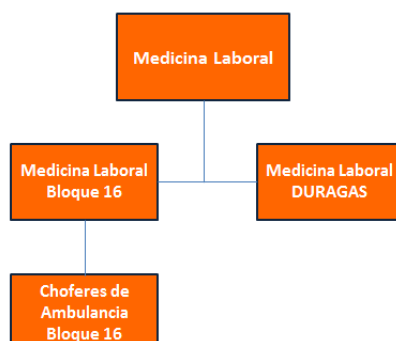 Medicina Laboral
Medicina Laboral
Bloque 16
Medicina Laboral
DURAGAS
Choferes de
Ambulancia
Bloque 16